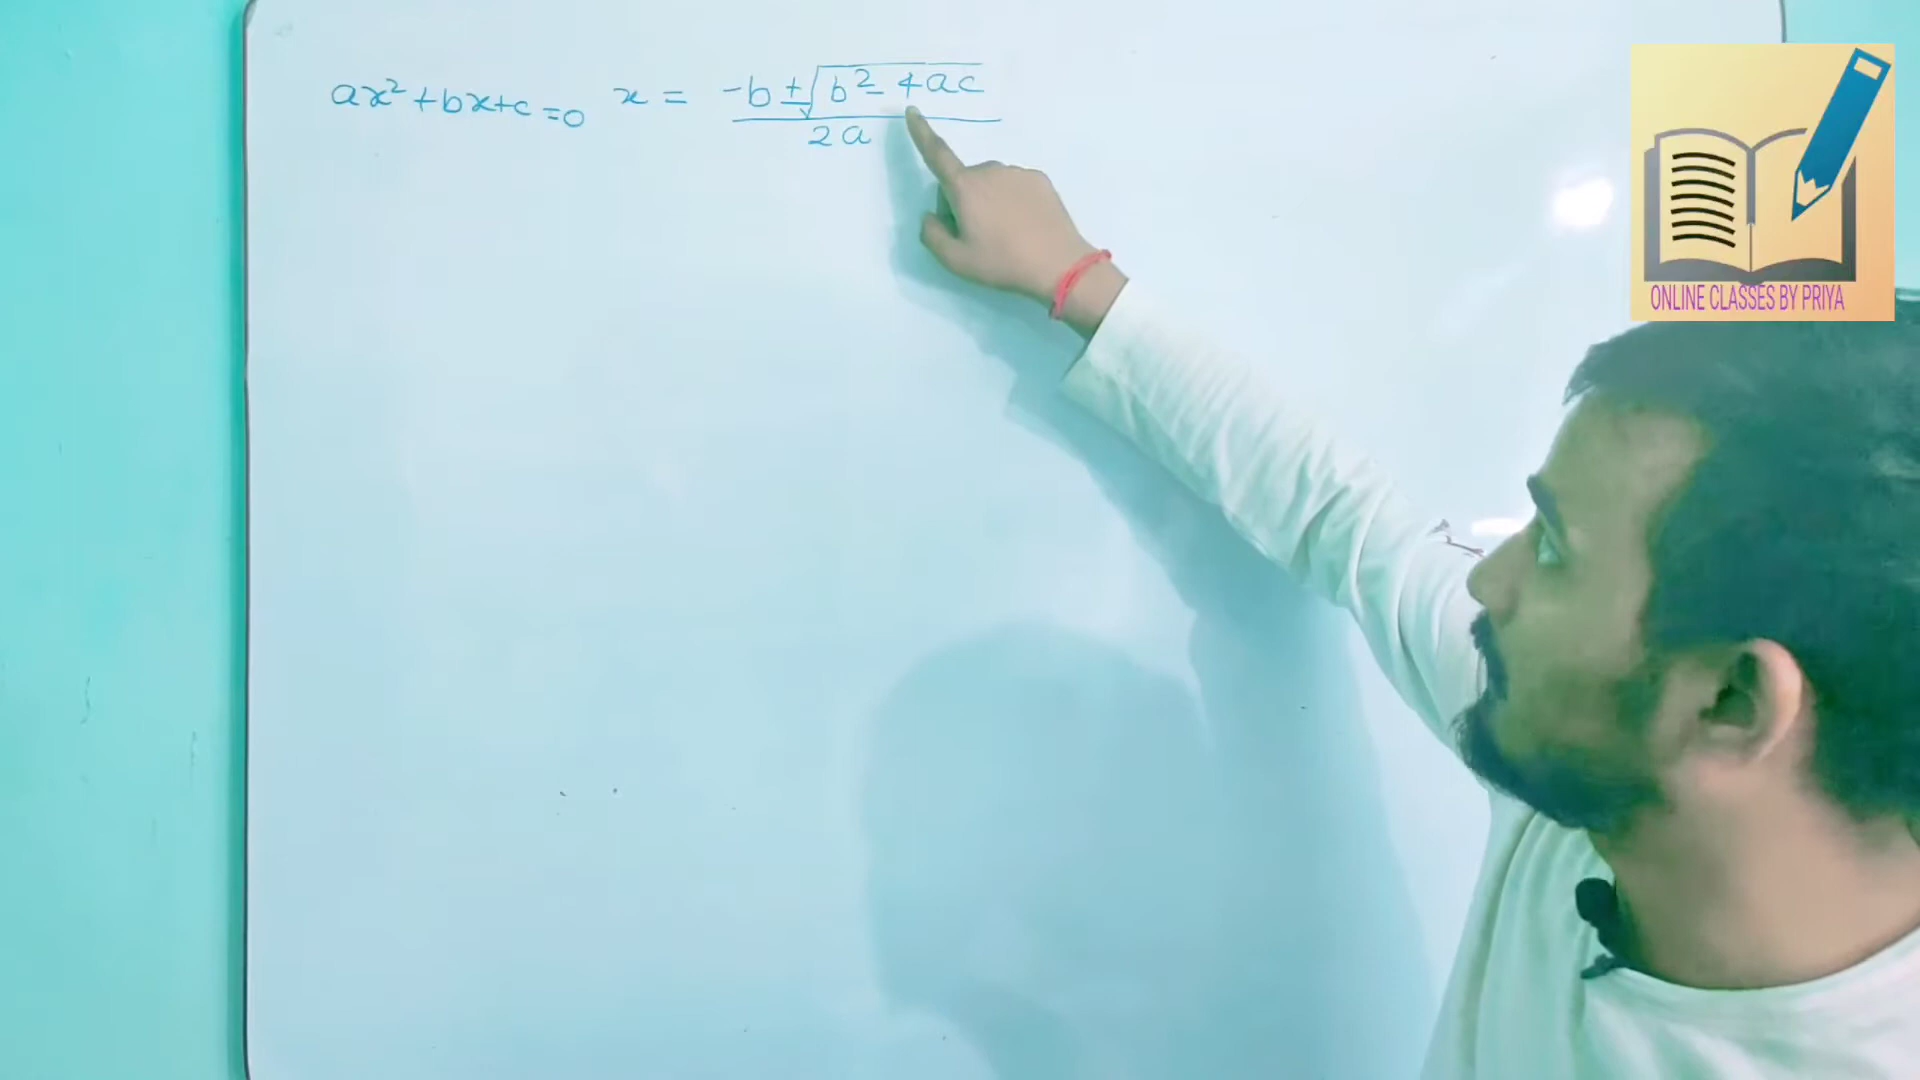 ax²+bx+c=0 x = -b±√b²-4ac
2a
ONLINE CLASSES BY PRIYA